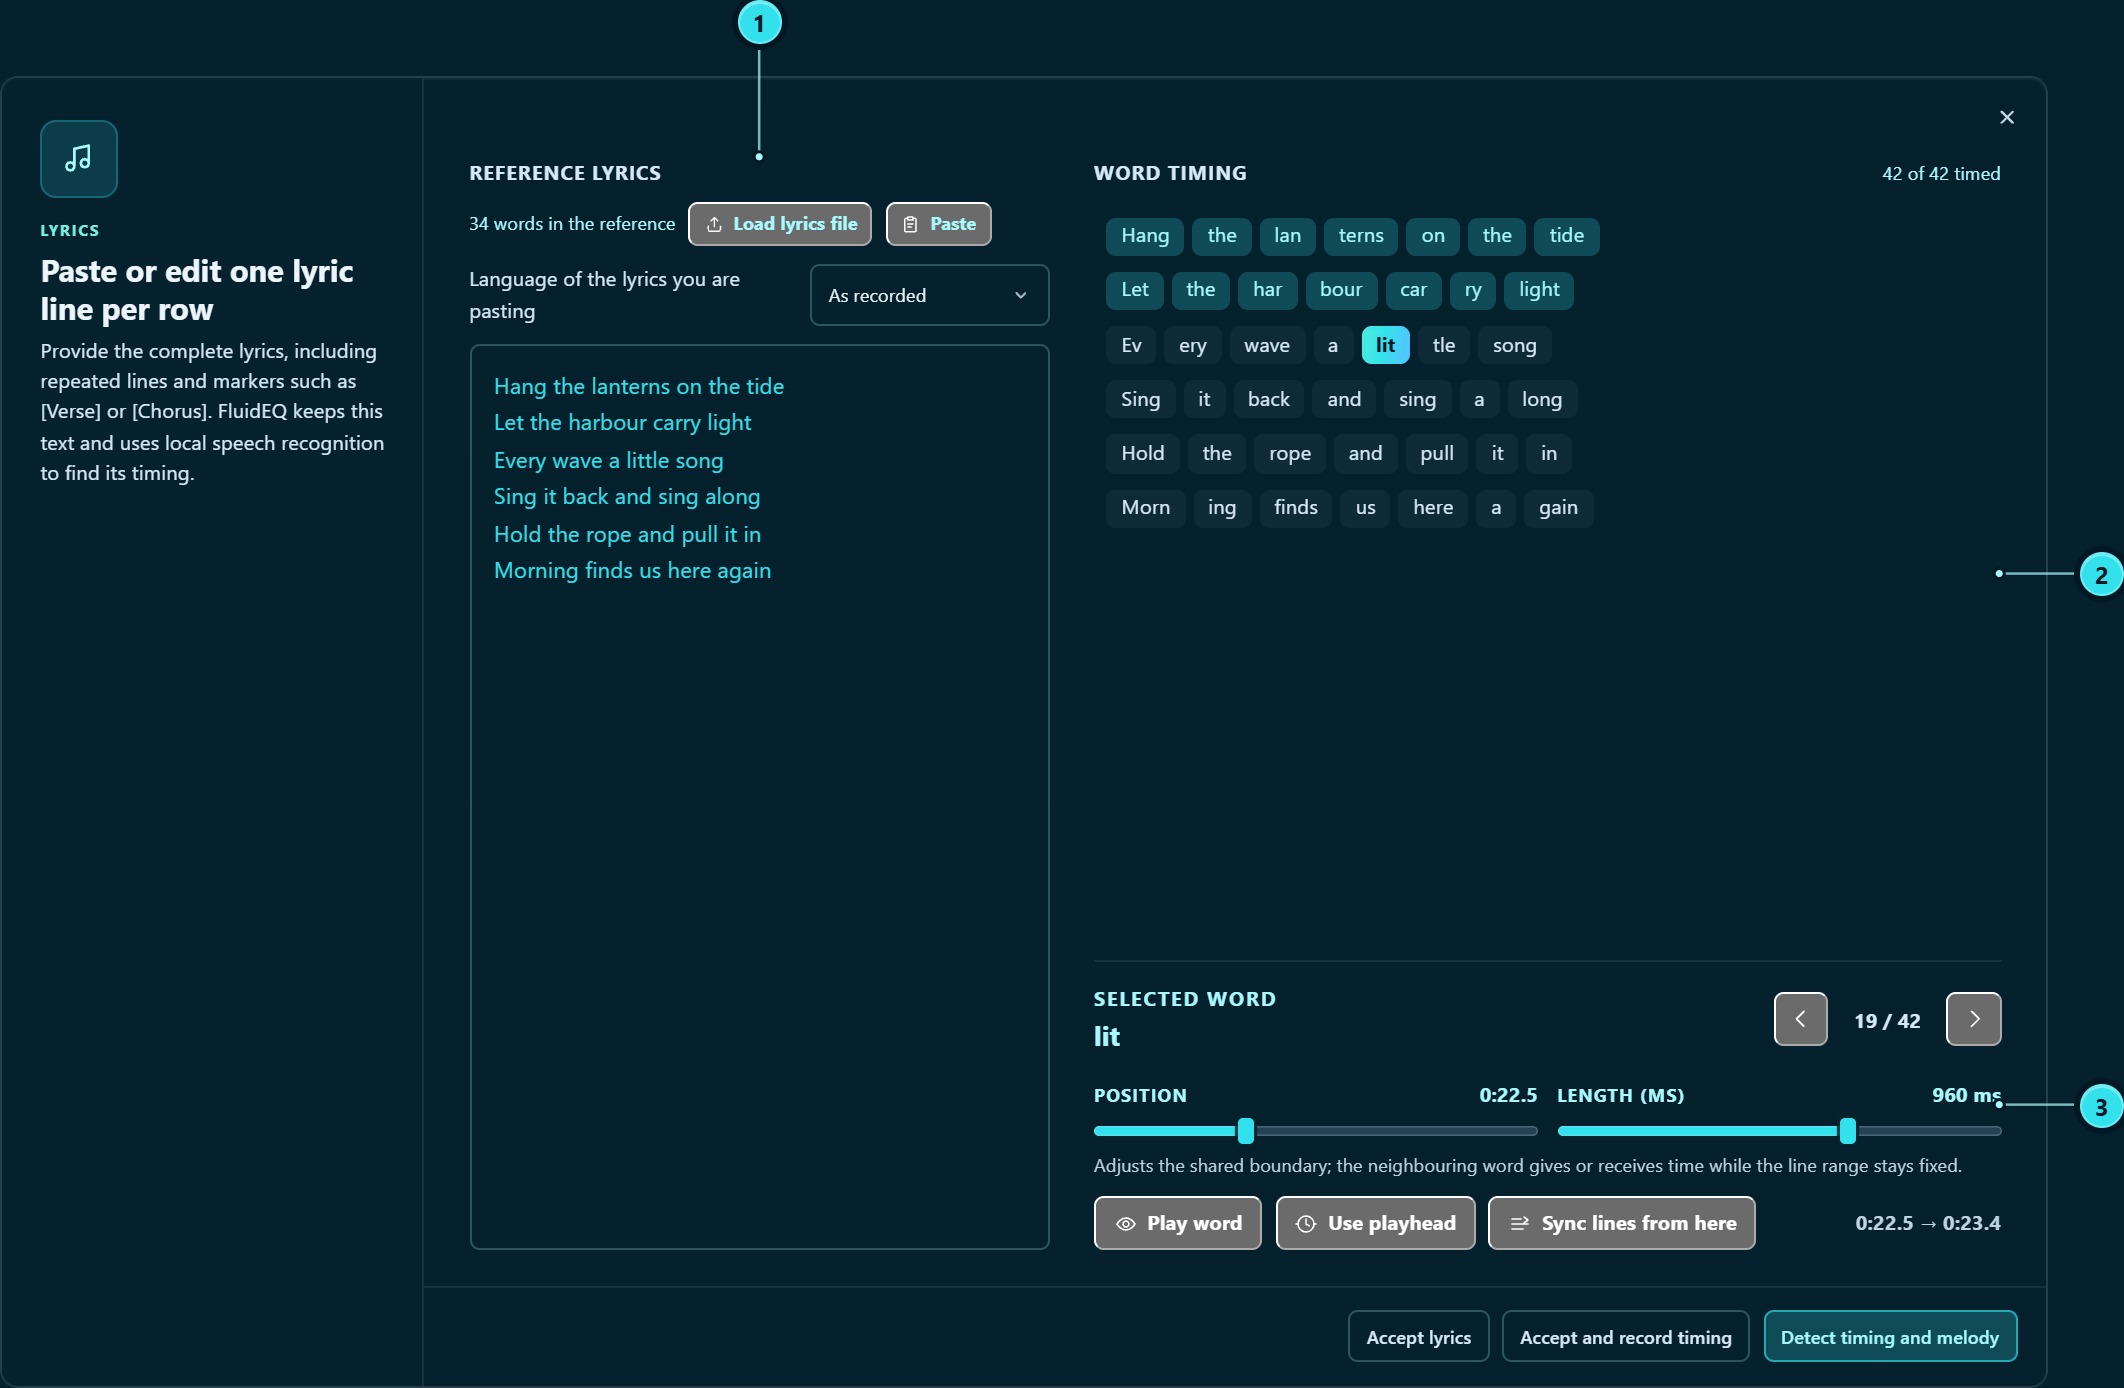 1
LYRICS
Paste or edit one lyric
line per row
Provide the complete lyrics, including
repeated lines and markers such as
[Verse] or [Chorus]. FluidEQ keeps this
text and uses local speech recognition
to find its timing.
REFERENCE LYRICS
34 words in the reference Load lyrics file Paste
Language of the lyrics you are
pasting
As recorded
Hang the lanterns on the tide
Let the harbour carry light
Every wave a little song
Sing it back and sing along
Hold the rope and pull it in
Morning finds us here again
WORD TIMING 42 of 42 timed
Hang the lan terns on the tide
Let the har bour car ry light
Ev ery wave a lit tle song
Sing it back and sing a long
Hold the rope and pull it in
Morn ing finds us here a gain
2
SELECTED WORD
lit
19 / 42
POSITION 0:22.5 LENGTH (MS) 960 ms
3
Adjusts the shared boundary; the neighbouring word gives or receives time while the line range stays fixed.
Play word Use playhead Sync lines from here 0:22.5 → 0:23.4
Accept lyrics Accept and record timing Detect timing and melody